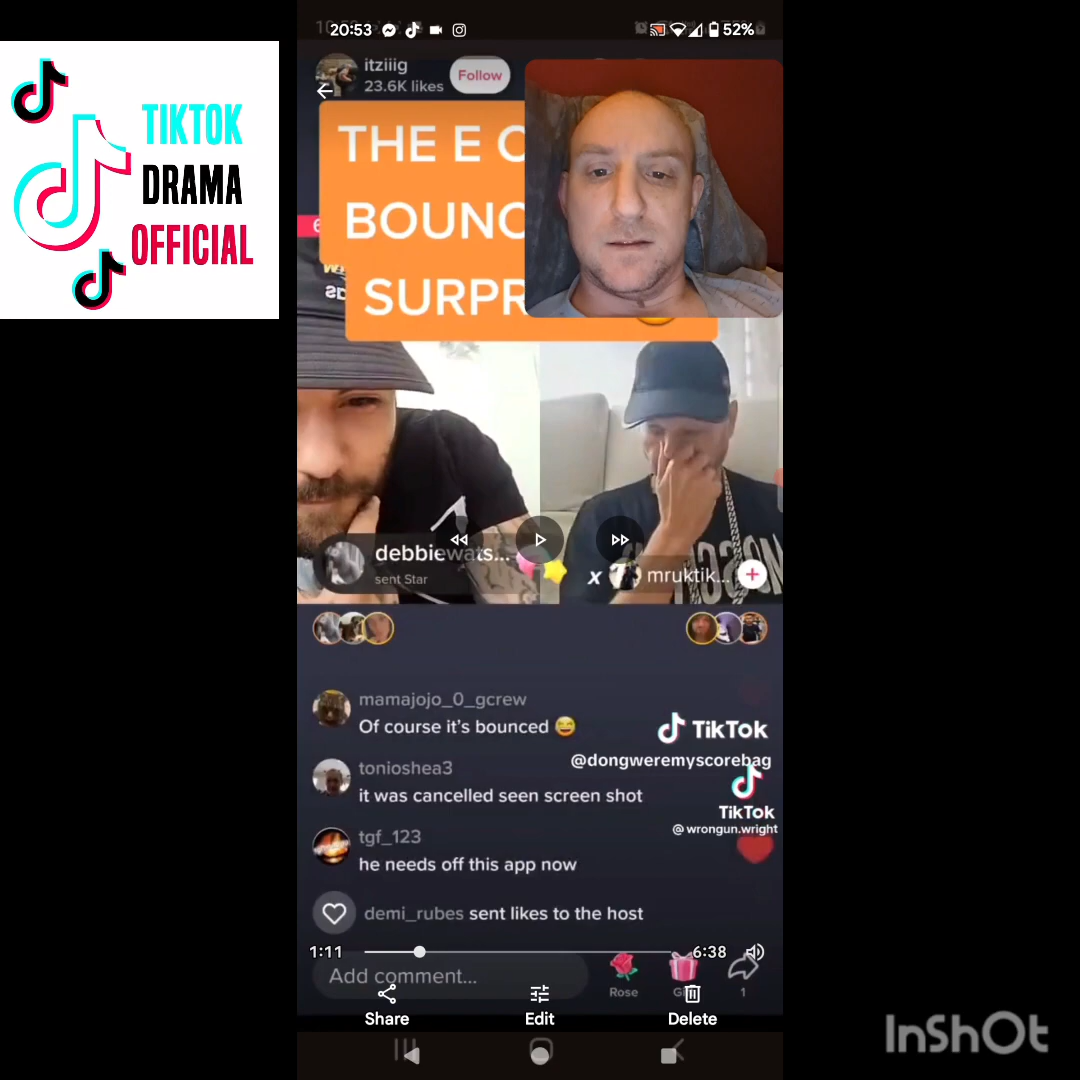 20:53
52%
TIKTOK
DRAMA
OFFICIAL
itziiig
23.6K likes
Follow
THE E C
BOUNC
SURPR
debbiewats...
sent Star
x
mruktik...
mamajojo_0_gcrew
Of course it’s bounced 😅
TikTok
@dongweremyscorebag
tonioshea3
it was cancelled seen screen shot
TikTok
@wrongun.wright
tgf_123
he needs off this app now
demi_rubes sent likes to the host
1:11
6:38
Add comment...
Rose
1
Share
Edit
Delete
InShOt